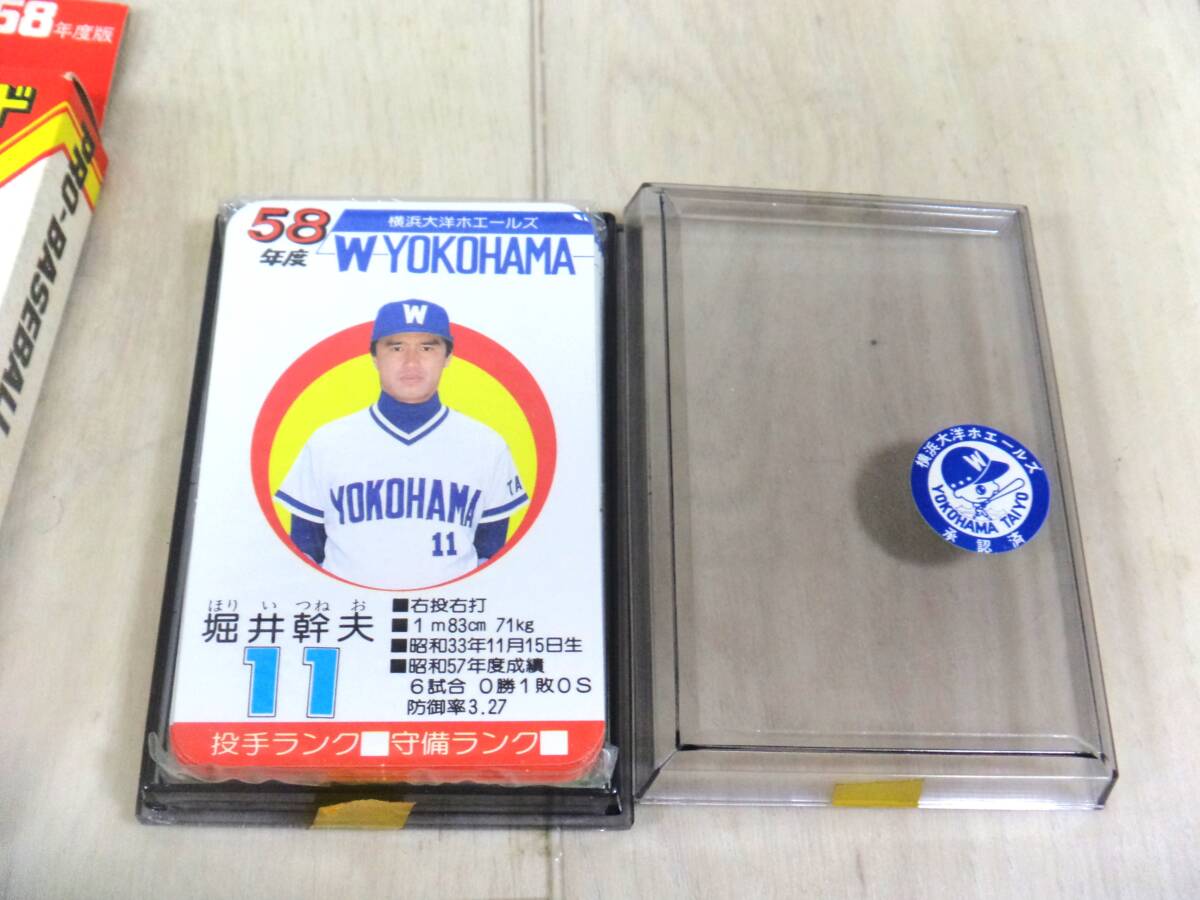 58年度版
ド
PRO-BASEBALL
58
年度
横浜大洋ホエールズ
W YOKOHAMA
W
YOKOHAMA
TA
11
ほり い つね お
堀井幹夫
11
■右投右打
■1m83cm 71kg
■昭和33年11月15日生
■昭和57年度成績
6試合 0勝1敗0S
防御率3.27
投手ランク■守備ランク■
横浜大洋ホエールズ
W
YOKOHAMA TAIYO
承認済